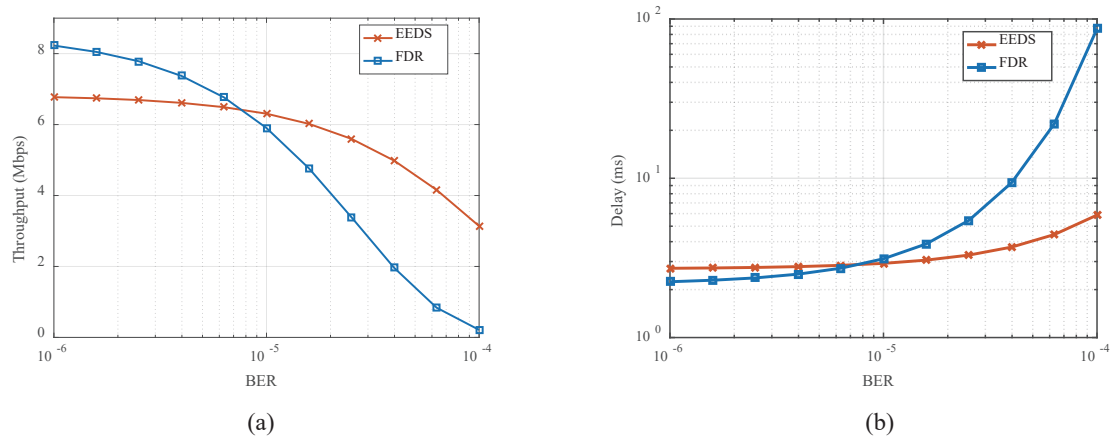 EEDS
FDR
8
6
4
2
0
10 -6
10 -5
10 -4
Throughput (Mbps)
BER
(a)
10 2
EEDS
FDR
10 1
10 0
10 -6
10 -5
10 -4
Delay (ms)
BER
(b)